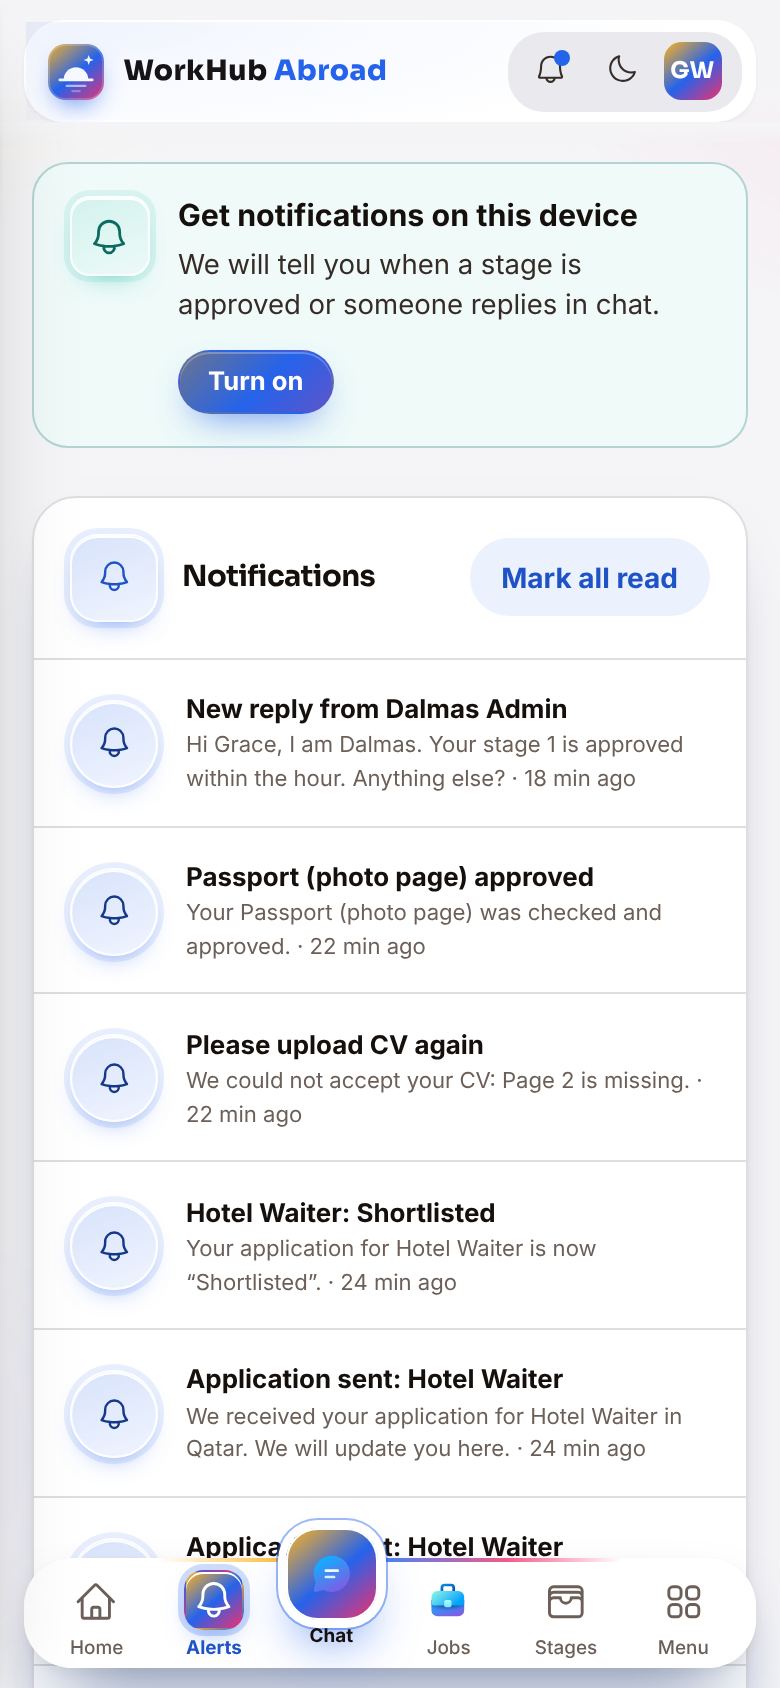 WorkHub Abroad
GW
Get notifications on this device
We will tell you when a stage is
approved or someone replies in chat.
Turn on
Notifications
Mark all read
New reply from Dalmas Admin
Hi Grace, I am Dalmas. Your stage 1 is approved
within the hour. Anything else? · 18 min ago
Passport (photo page) approved
Your Passport (photo page) was checked and
approved. · 22 min ago
Please upload CV again
We could not accept your CV: Page 2 is missing. ·
22 min ago
Hotel Waiter: Shortlisted
Your application for Hotel Waiter is now
“Shortlisted”. · 24 min ago
Application sent: Hotel Waiter
We received your application for Hotel Waiter in
Qatar. We will update you here. · 24 min ago
: Hotel Waiter
Home
Alerts
Chat
Jobs
Stages
Menu